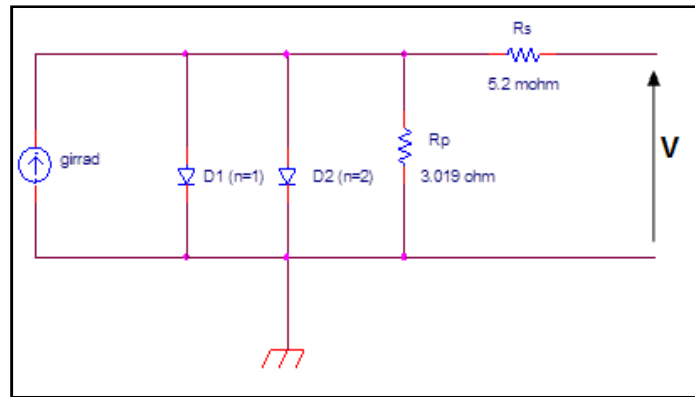 Rs
5.2 mohm
Rp
V
girrad
D1 (n=1)
D2 (n=2)
3.019 ohm